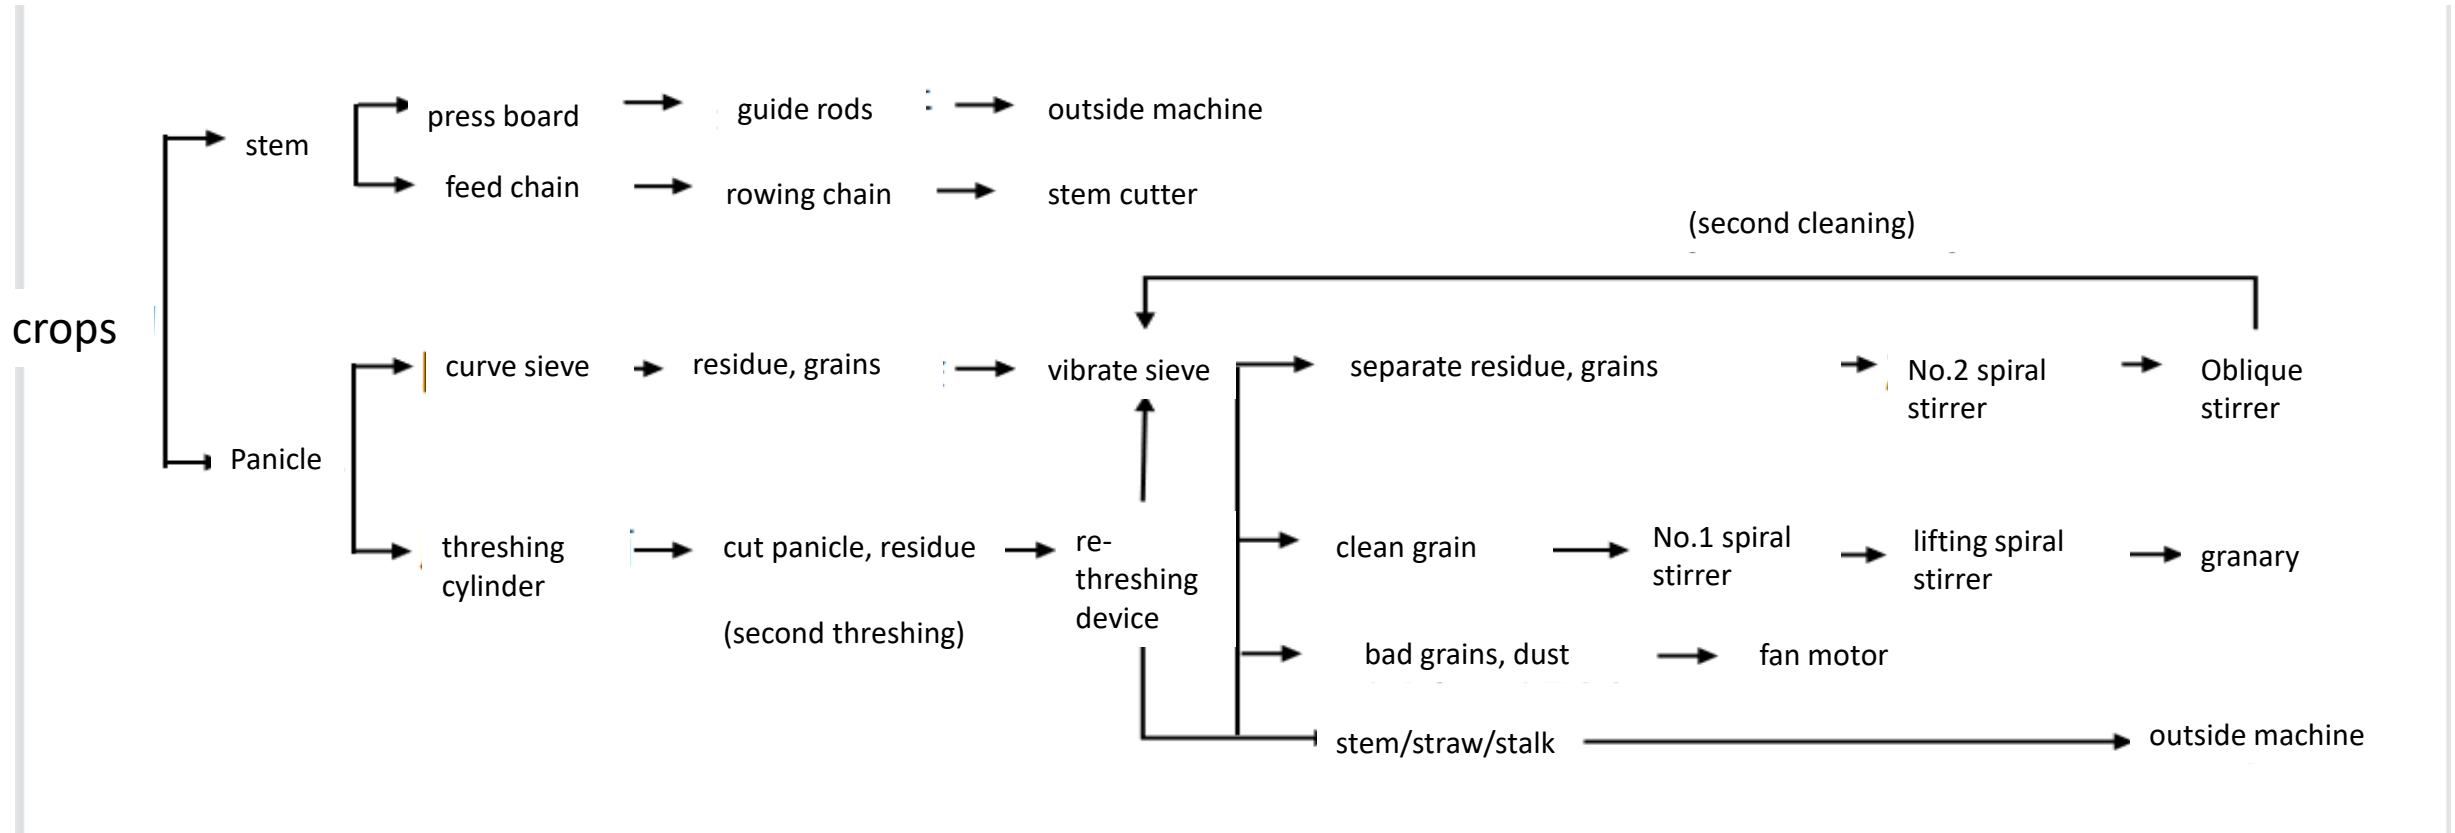 press board
guide rods
outside machine
stem
feed chain
rowing chain
stem cutter
(second cleaning)
crops
curve sieve
residue, grains
vibrate sieve
separate residue, grains
No.2 spiral
stirrer
Oblique
stirrer
Panicle
threshing
cylinder
cut panicle, residue
(second threshing)
re-
threshing
device
clean grain
No.1 spiral
stirrer
lifting spiral
stirrer
granary
bad grains, dust
fan motor
stem/straw/stalk
outside machine